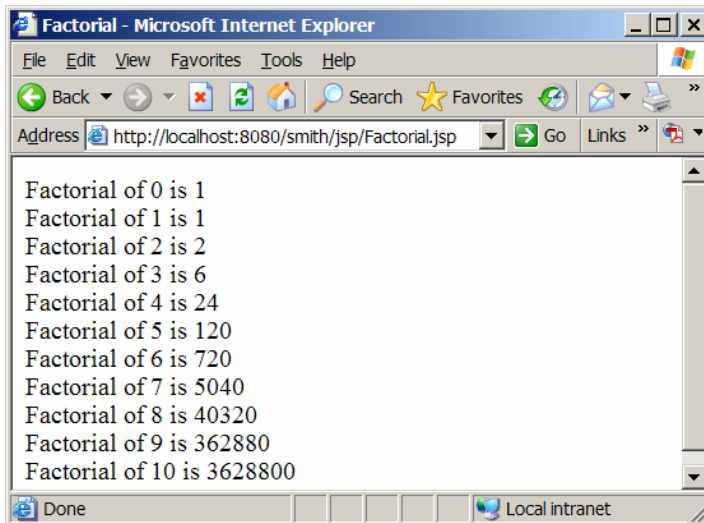 Factorial - Microsoft Internet Explorer
File Edit View Favorites Tools Help
Back Search Favorites »
Address http://localhost:8080/smith/jsp/Factorial.jsp Go Links »
Factorial of 0 is 1
Factorial of 1 is 1
Factorial of 2 is 2
Factorial of 3 is 6
Factorial of 4 is 24
Factorial of 5 is 120
Factorial of 6 is 720
Factorial of 7 is 5040
Factorial of 8 is 40320
Factorial of 9 is 362880
Factorial of 10 is 3628800
Done Local intranet